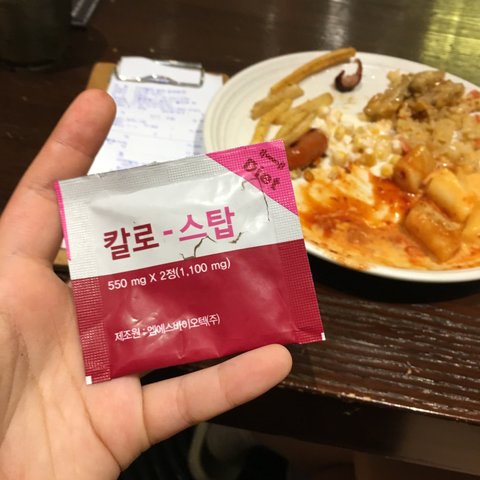 Diet
칼로-스탑
550 mg X 2정(1,100 mg)
제조원 : 엠에스바이오텍(주)